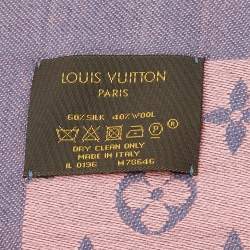 LOUIS VUITTON
PARIS
60% SILK 40% WOOL
DRY CLEAN ONLY
MADE IN ITALY
IL 0196 M78646